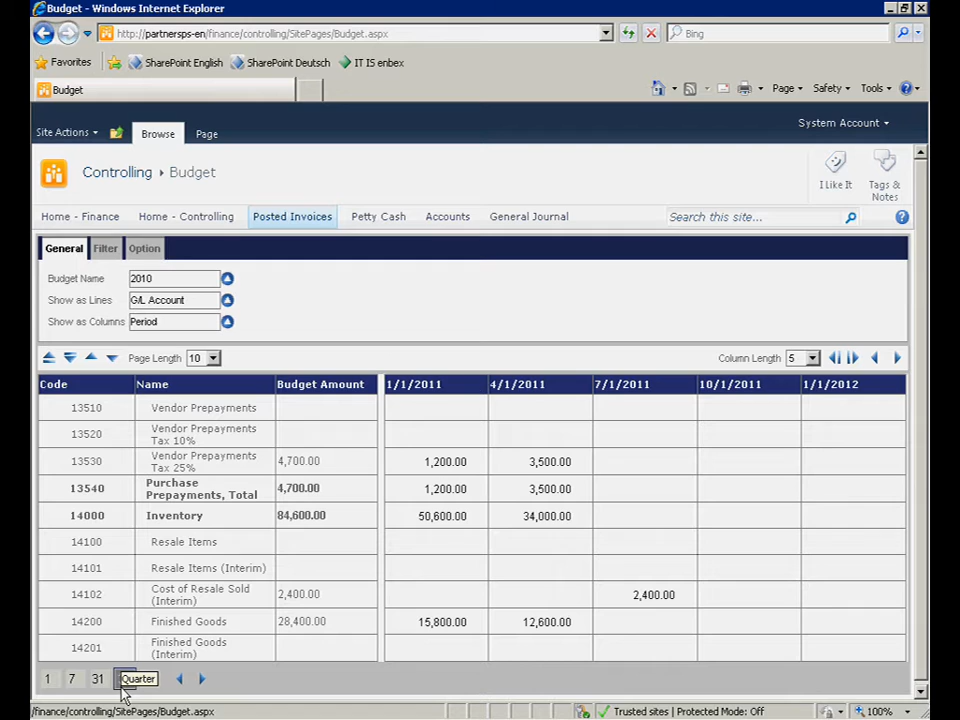 Budget - Windows Internet Explorer
http://partnersps-en/finance/controlling/SitePages/Budget.aspx
Bing
Favorites SharePoint English SharePoint Deutsch IT IS enbex
Budget
Page Safety Tools
Site Actions Browse Page System Account
Controlling Budget
I Like It
Tags & Notes
Home - Finance Home - Controlling Posted Invoices Petty Cash Accounts General Journal Search this site...
General Filter Option
Budget Name 2010
Show as Lines G/L Account
Show as Columns Period
Page Length 10 Column Length 5
Code Name Budget Amount 1/1/2011 4/1/2011 7/1/2011 10/1/2011 1/1/2012
13510 Vendor Prepayments
13520 Vendor Prepayments
Tax 10%
13530 Vendor Prepayments
Tax 25% 4,700.00 1,200.00 3,500.00
13540 Purchase
Prepayments, Total 4,700.00 1,200.00 3,500.00
14000 Inventory 84,600.00 50,600.00 34,000.00
14100 Resale Items
14101 Resale Items (Interim)
14102 Cost of Resale Sold
(Interim) 2,400.00 2,400.00
14200 Finished Goods 28,400.00 15,800.00 12,600.00
14201 Finished Goods
(Interim)
1 7 31 Quarter
/finance/controlling/SitePages/Budget.aspx Trusted sites | Protected Mode: Off 100%